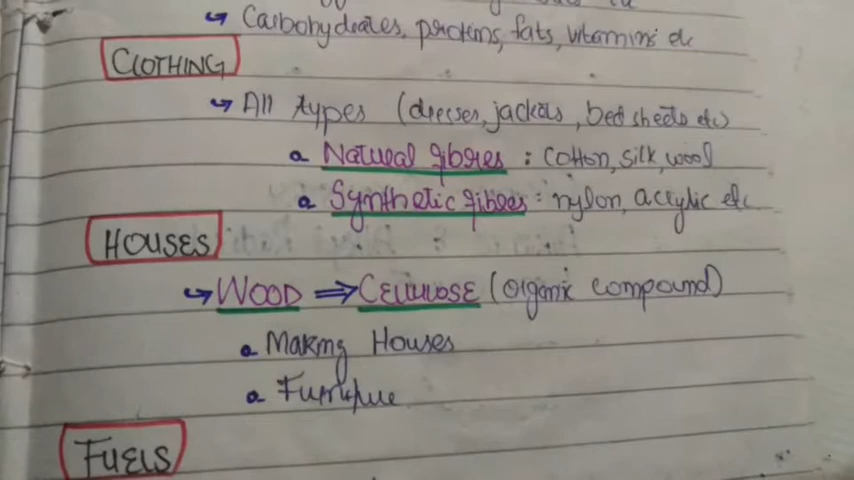 ↳ Carbohydrates, proteins, fats, vitamins etc
CLOTHING
↳ All types (dresses, jackets, bed sheets etc)
Natural fibres : cotton, silk, wool
Synthetic fibres : nylon, acrylic etc
HOUSES
↳ WOOD ⇒ CELLULOSE (organic compound)
Making Houses
Furniture
FUELS